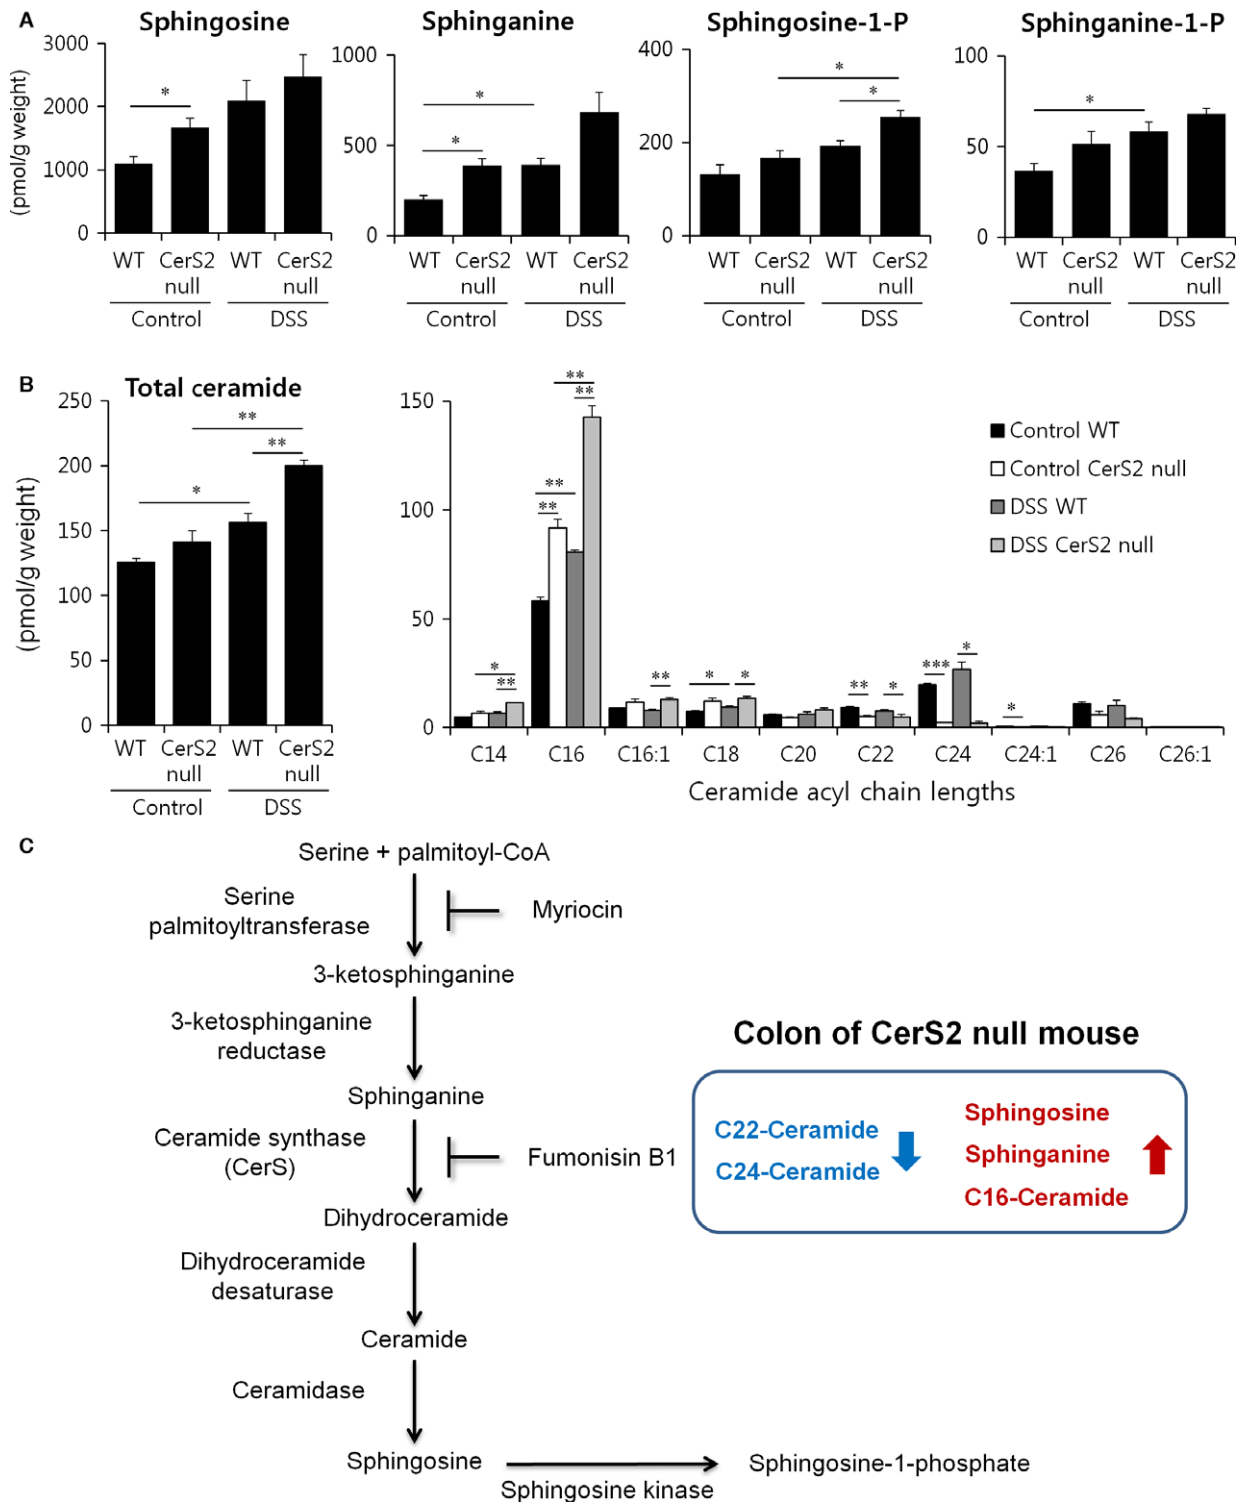 A
Sphingosine
Sphinganine
Sphingosine-1-P
Sphinganine-1-P
(pmol/g weight)
3000
2000
1000
0
1000
500
0
400
200
0
100
50
0
*
*
*
*
*
*
WT CerS2 null WT CerS2 null
Control DSS
WT CerS2 null WT CerS2 null
Control DSS
WT CerS2 null WT CerS2 null
Control DSS
WT CerS2 null WT CerS2 null
Control DSS
B
Total ceramide
(pmol/g weight)
250
200
150
100
50
0
**
**
*
WT CerS2 null WT CerS2 null
Control DSS
150
100
50
0
**
**
**
**
*
**
**
*
*
**
*
***
*
*
Control WT
Control CerS2 null
DSS WT
DSS CerS2 null
C14 C16 C16:1 C18 C20 C22 C24 C24:1 C26 C26:1
Ceramide acyl chain lengths
C
Serine + palmitoyl-CoA
Serine
palmitoyltransferase
Myriocin
3-ketosphinganine
3-ketosphinganine
reductase
Sphinganine
Ceramide synthase
(CerS)
Fumonisin B1
Dihydroceramide
Dihydroceramide
desaturase
Ceramide
Ceramidase
Sphingosine
Sphingosine kinase
Sphingosine-1-phosphate
Colon of CerS2 null mouse
C22-Ceramide
C24-Ceramide
Sphingosine
Sphinganine
C16-Ceramide